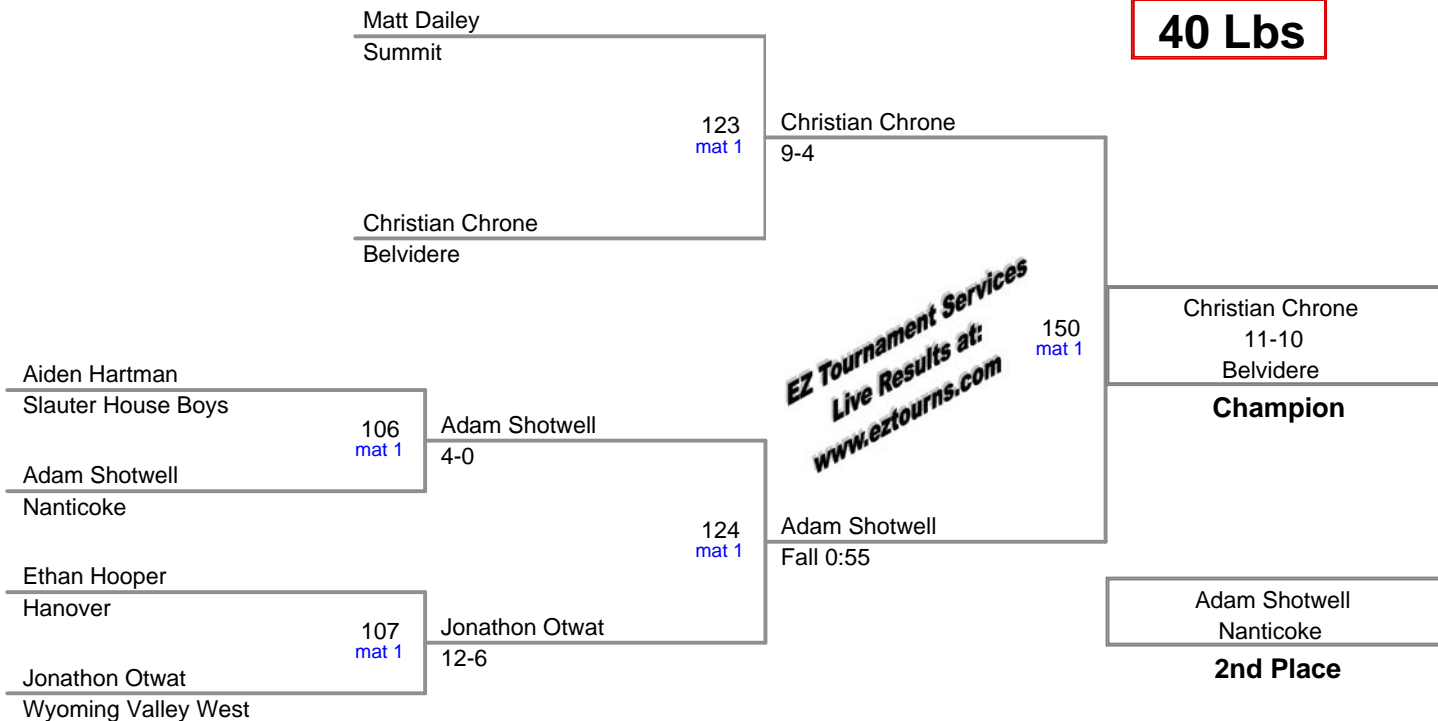 40 Lbs
Matt Dailey
Summit
123
mat 1
Christian Chrone
9-4
Christian Chrone
Belvidere
EZ Tournament Services
Live Results at:
www.eztourns.com
150
mat 1
Christian Chrone
11-10
Belvidere
Champion
Aiden Hartman
Slauter House Boys
106
mat 1
Adam Shotwell
4-0
Adam Shotwell
Nanticoke
124
mat 1
Adam Shotwell
Fall 0:55
Ethan Hooper
Hanover
107
mat 1
Jonathon Otwat
12-6
Jonathon Otwat
Wyoming Valley West
Adam Shotwell
Nanticoke
2nd Place